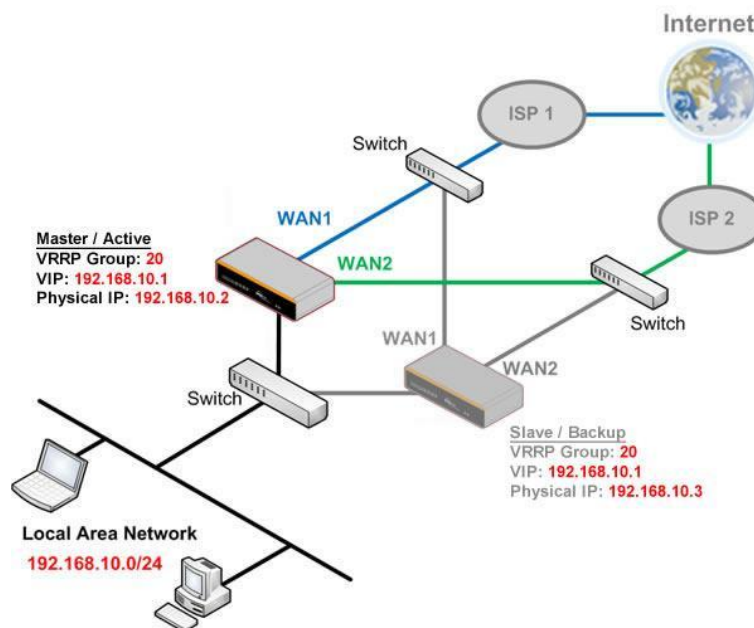 Internet
ISP 1
Switch
WAN1
Master / Active
VRRP Group: 20
VIP: 192.168.10.1
Physical IP: 192.168.10.2
WAN2
ISP 2
Switch
WAN1
WAN2
Switch
Slave / Backup
VRRP Group: 20
VIP: 192.168.10.1
Physical IP: 192.168.10.3
Local Area Network
192.168.10.0/24